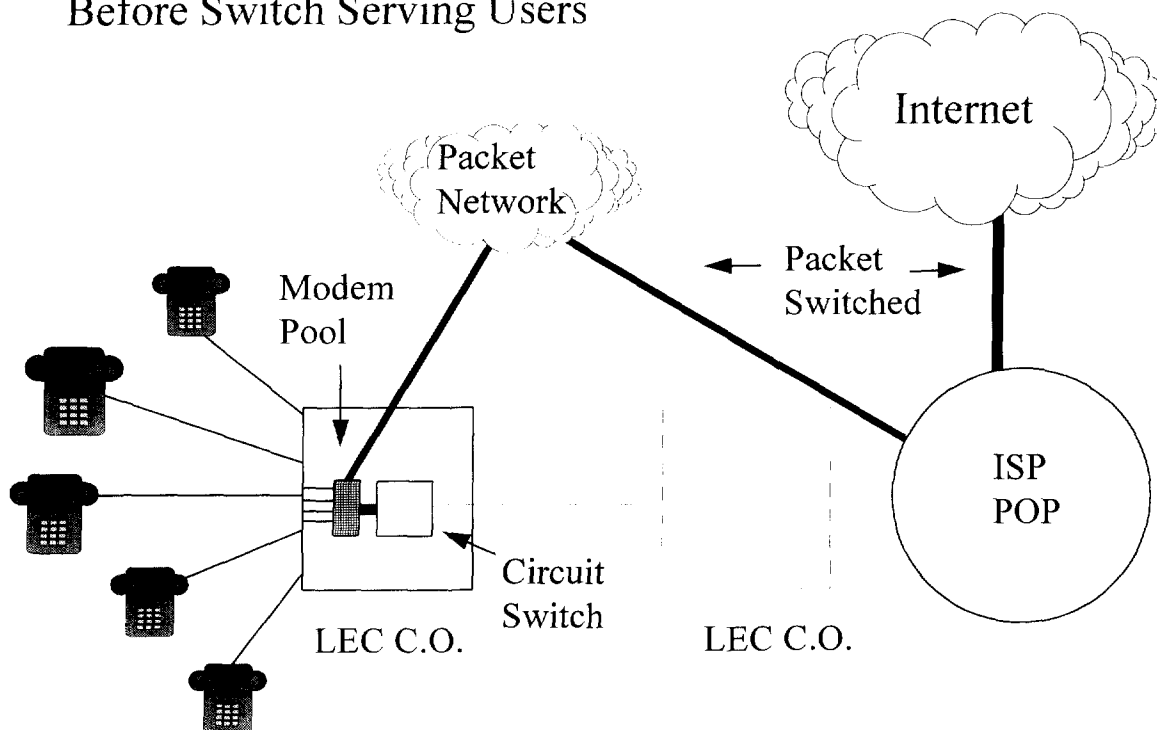 Before Switch Serving Users
Internet
Packet
Network
Packet
Switched
Modem
Pool
ISP
POP
Circuit
Switch
LEC C.O.
LEC C.O.